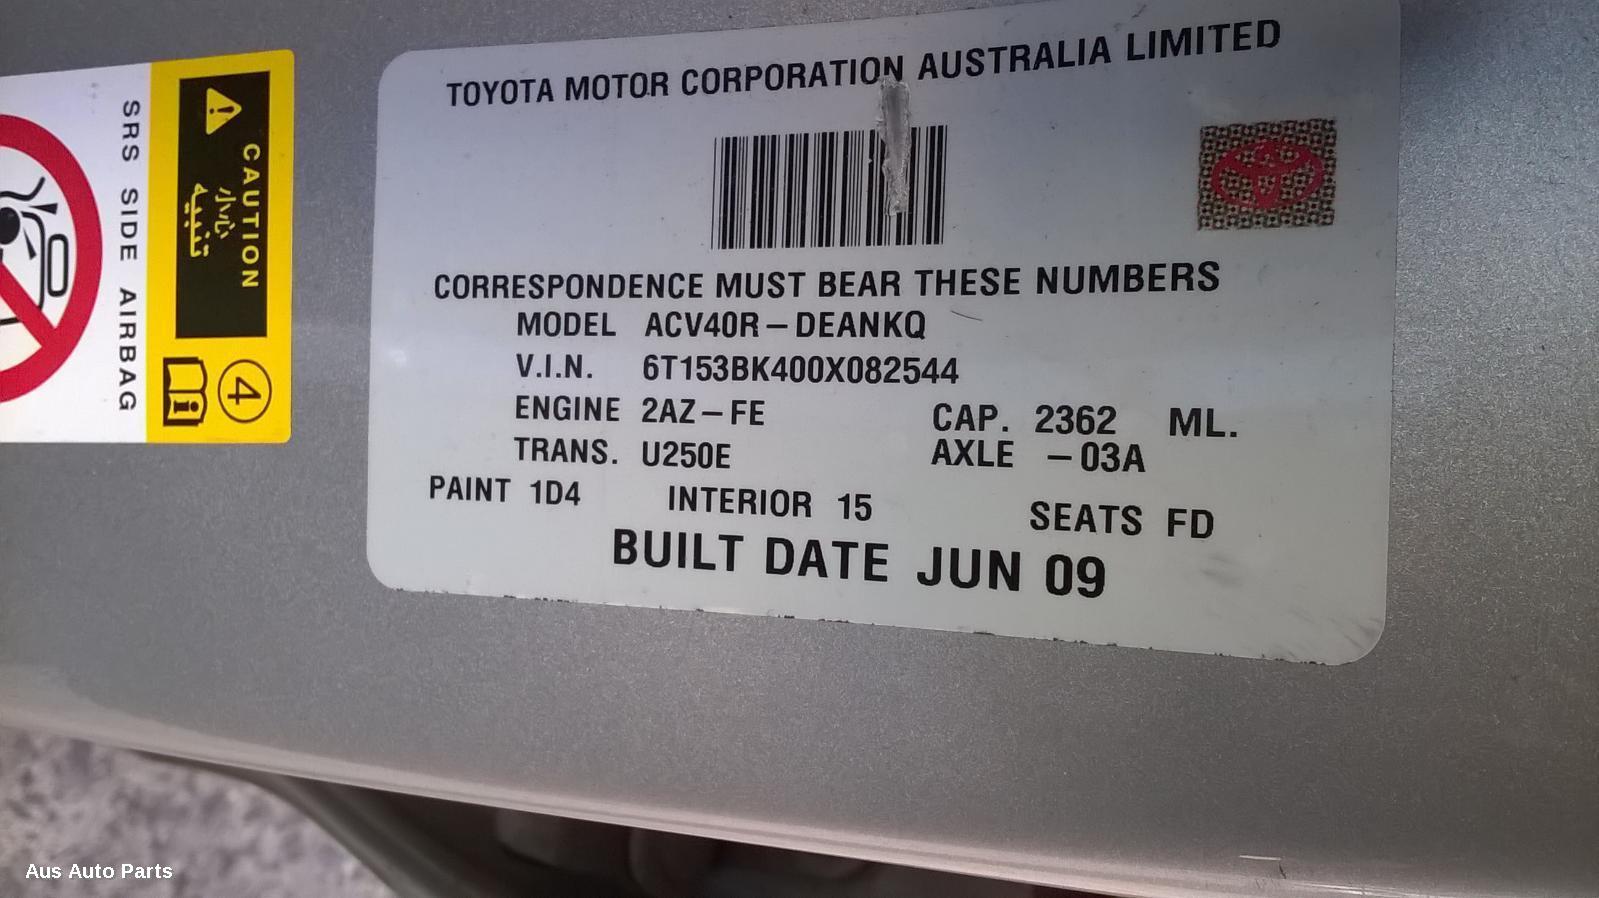 TOYOTA MOTOR CORPORATION AUSTRALIA LIMITED
CORRESPONDENCE MUST BEAR THESE NUMBERS
MODEL ACV40R-DEANKQ
V.I.N. 6T153BK400X082544
ENGINE 2AZ-FE CAP. 2362 ML.
TRANS. U250E AXLE -03A
PAINT 1D4 INTERIOR 15 SEATS FD
BUILT DATE JUN 09
CAUTION
小心
تنبيه
4
SRS SIDE AIRBAG
Aus Auto Parts